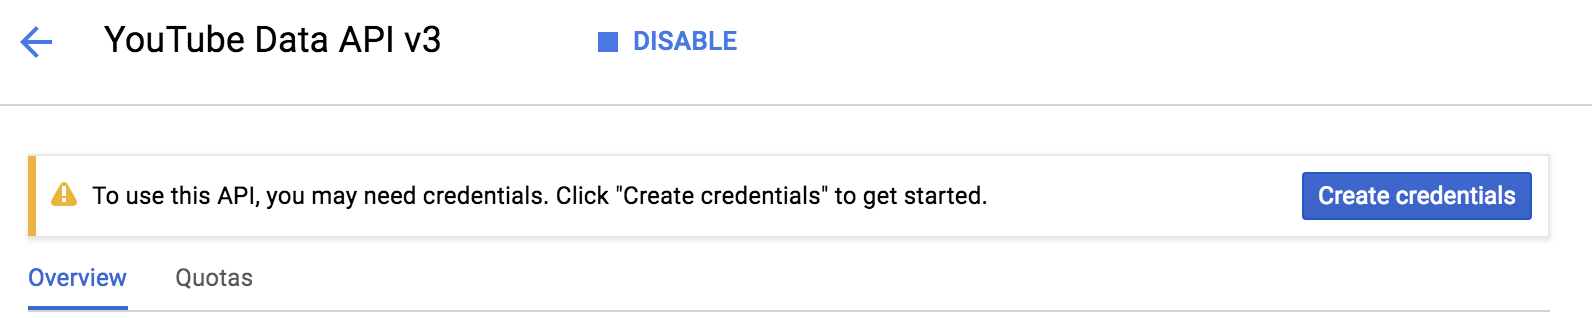 YouTube Data API v3
DISABLE
To use this API, you may need credentials. Click "Create credentials" to get started.
Create credentials
Overview
Quotas